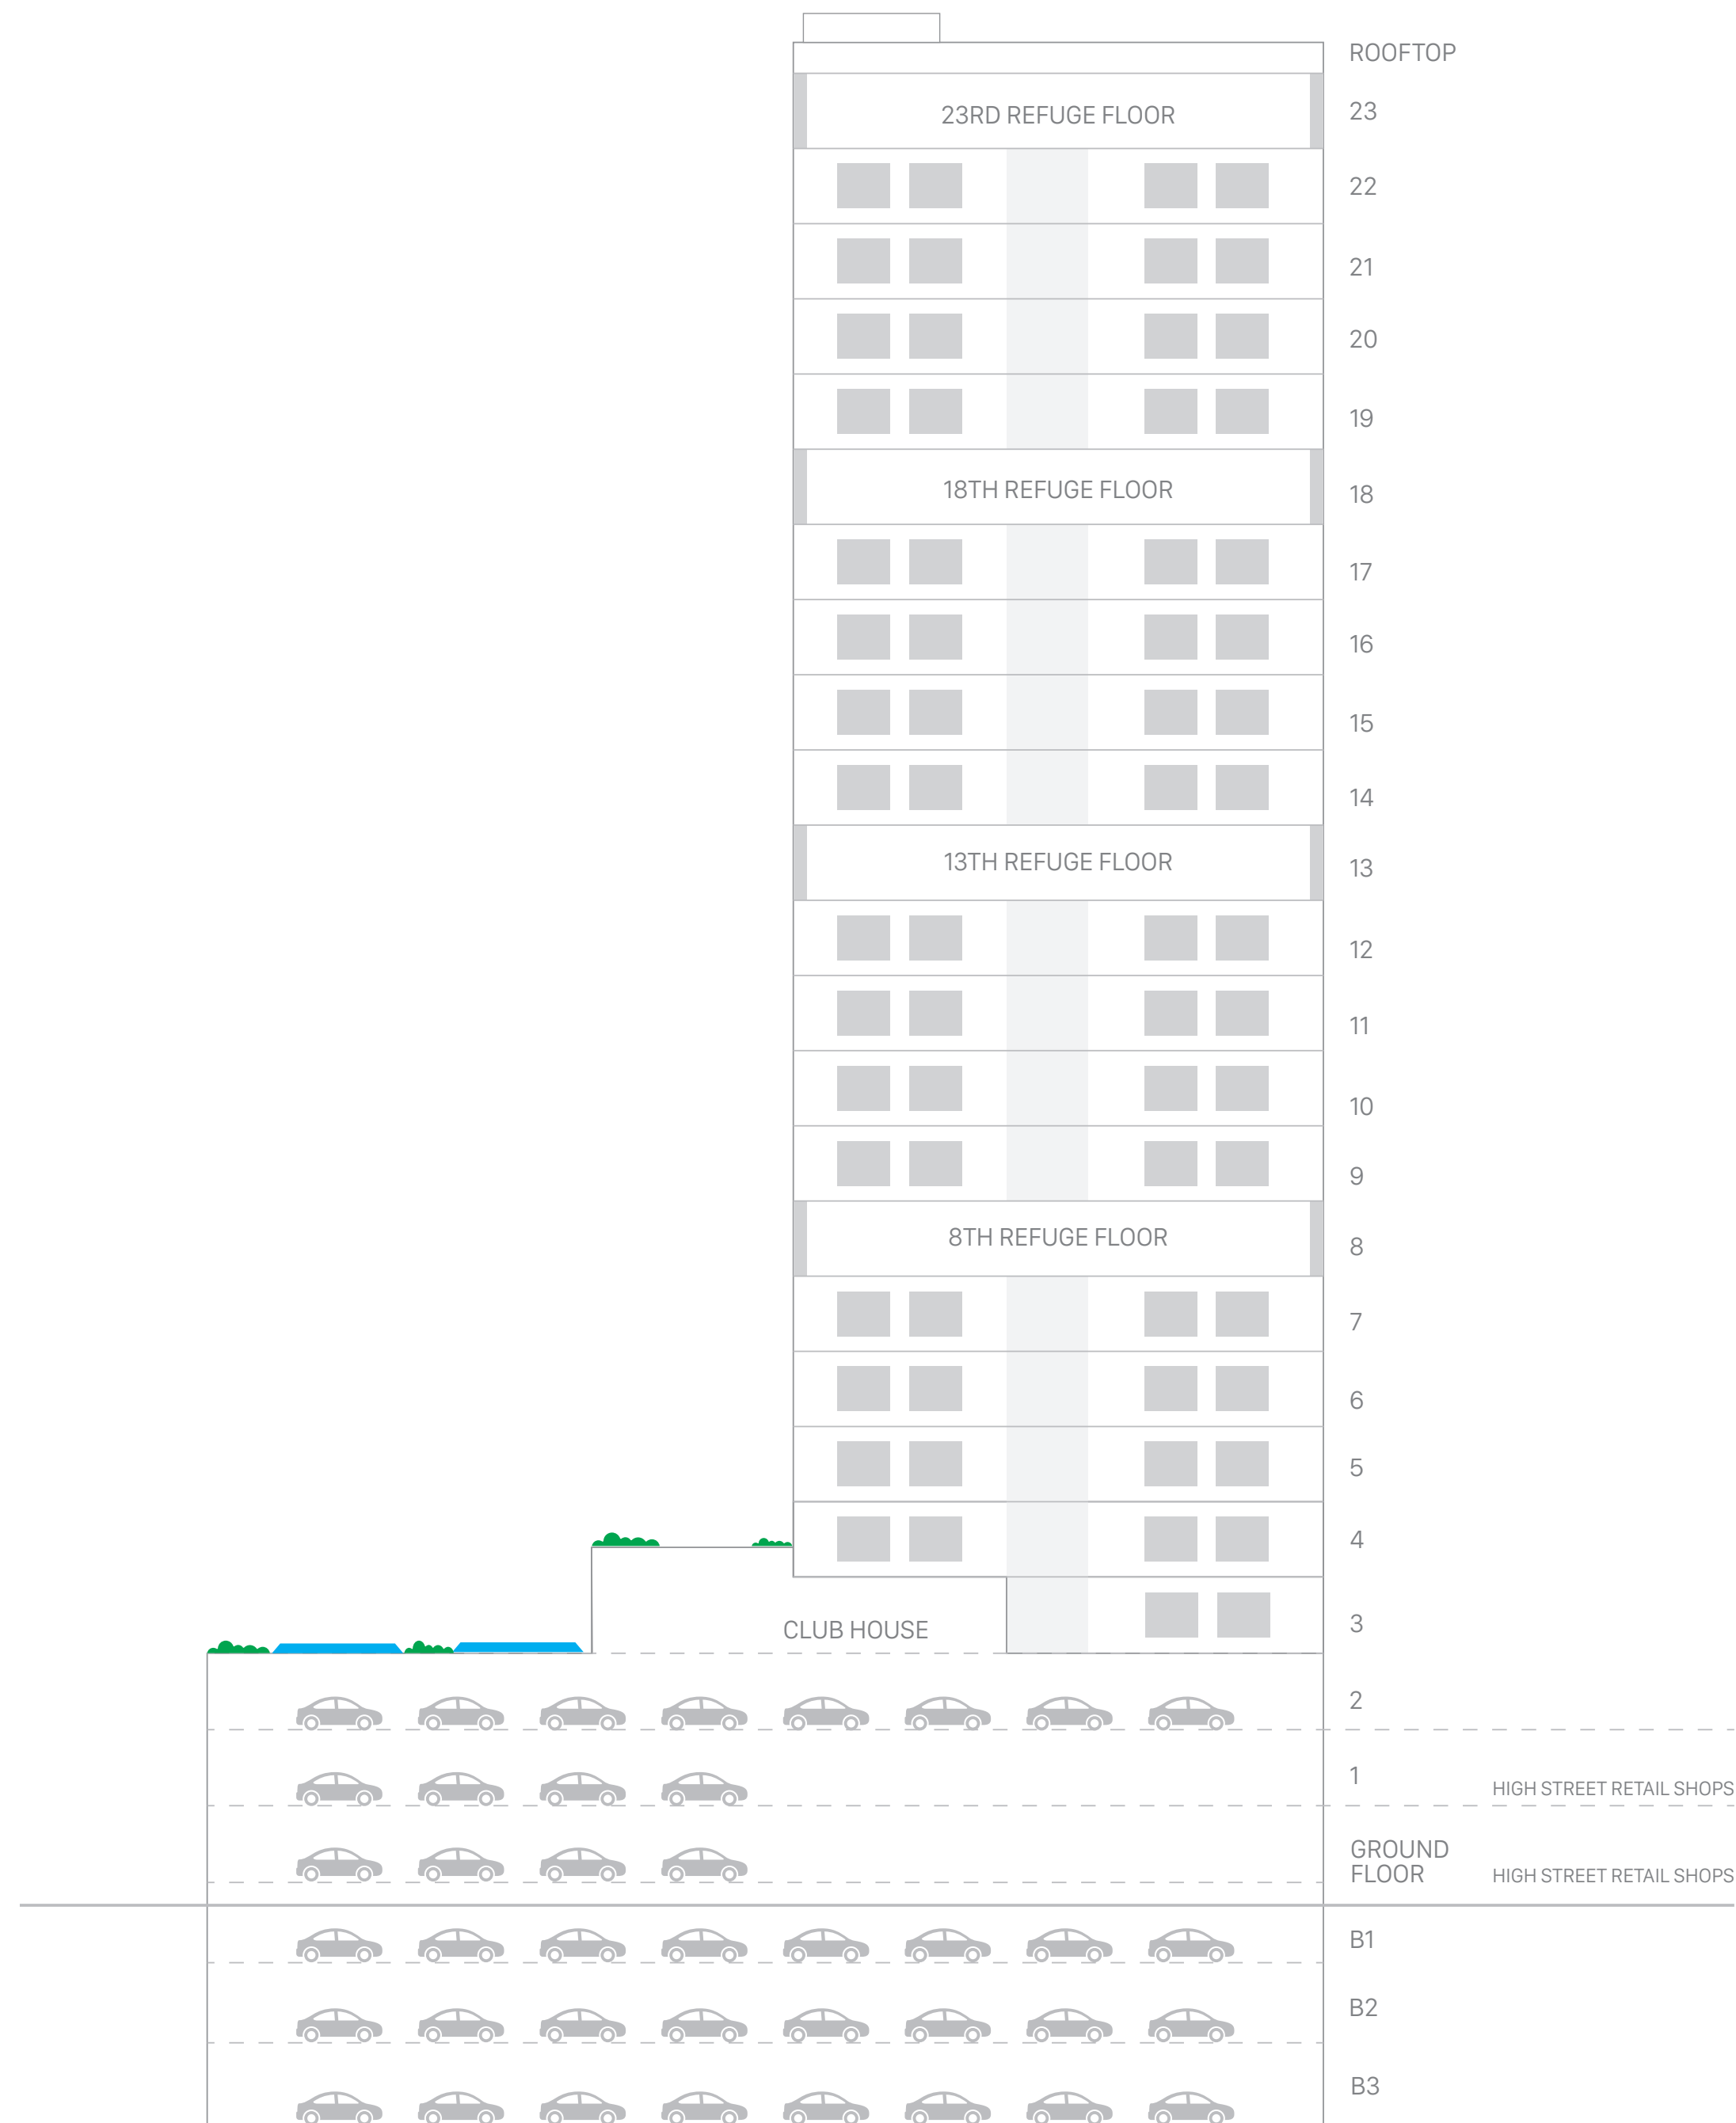 ROOFTOP
23RD REFUGE FLOOR
23
22
21
20
19
18TH REFUGE FLOOR
18
17
16
15
14
13TH REFUGE FLOOR
13
12
11
10
9
8TH REFUGE FLOOR
8
7
6
5
4
CLUB HOUSE
3
2
1
HIGH STREET RETAIL SHOPS
GROUND
FLOOR
HIGH STREET RETAIL SHOPS
B1
B2
B3